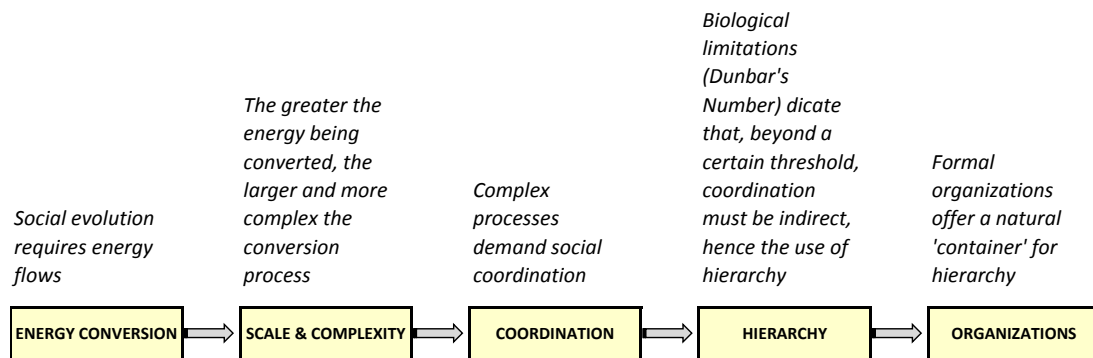 Social evolution
requires energy
flows
The greater the
energy being
converted, the
larger and more
complex the
conversion
process
Complex
processes
demand social
coordination
Biological
limitations
(Dunbar's
Number) dicate
that, beyond a
certain threshold,
coordination
must be indirect,
hence the use of
hierarchy
Formal
organizations
offer a natural
'container' for
hierarchy
ENERGY CONVERSION
SCALE & COMPLEXITY
COORDINATION
HIERARCHY
ORGANIZATIONS